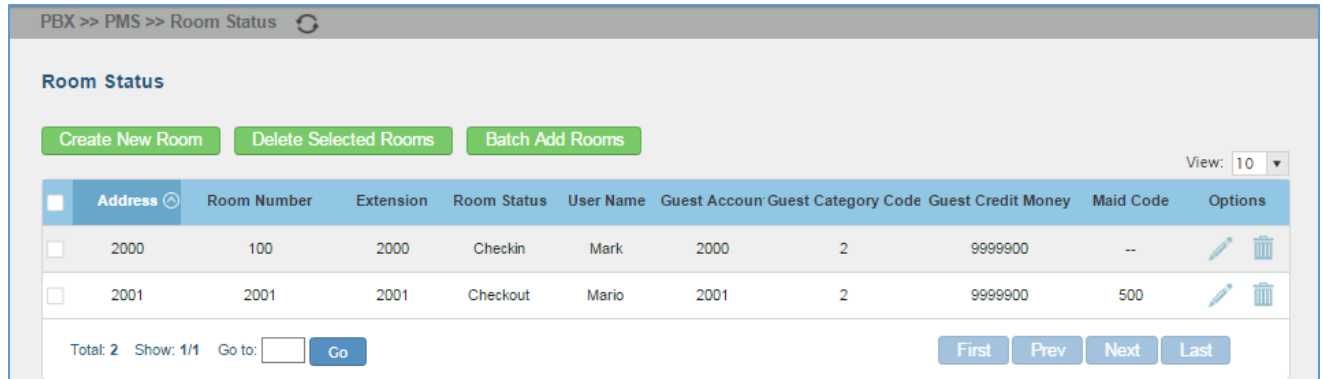 PBX >> PMS >> Room Status
Room Status
Create New Room Delete Selected Rooms Batch Add Rooms
View: 10
Address Room Number Extension Room Status User Name Guest Accoun Guest Category Code Guest Credit Money Maid Code Options
2000 100 2000 Checkin Mark 2000 2 9999900 --
2001 2001 2001 Checkout Mario 2001 2 9999900 500
Total: 2 Show: 1/1 Go to: Go First Prev Next Last